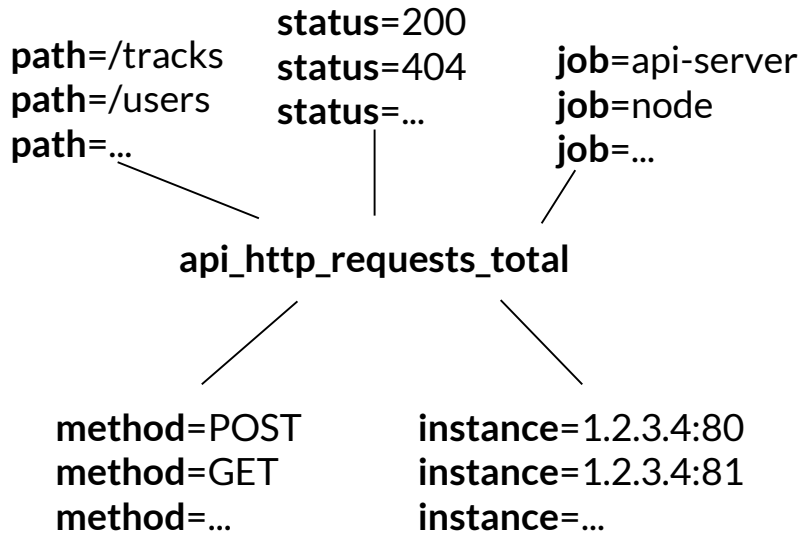 path=/tracks
path=/users
path=...
status=200
status=404
status=...
job=api-server
job=node
job=...
api_http_requests_total
method=POST
method=GET
method=...
instance=1.2.3.4:80
instance=1.2.3.4:81
instance=...